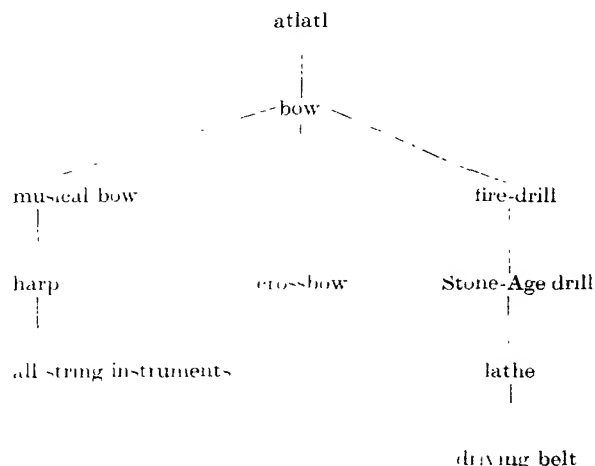 atlatl
bow
musical bow fire-drill
harp crossbow Stone-Age drill
all string instruments lathe
driving belt